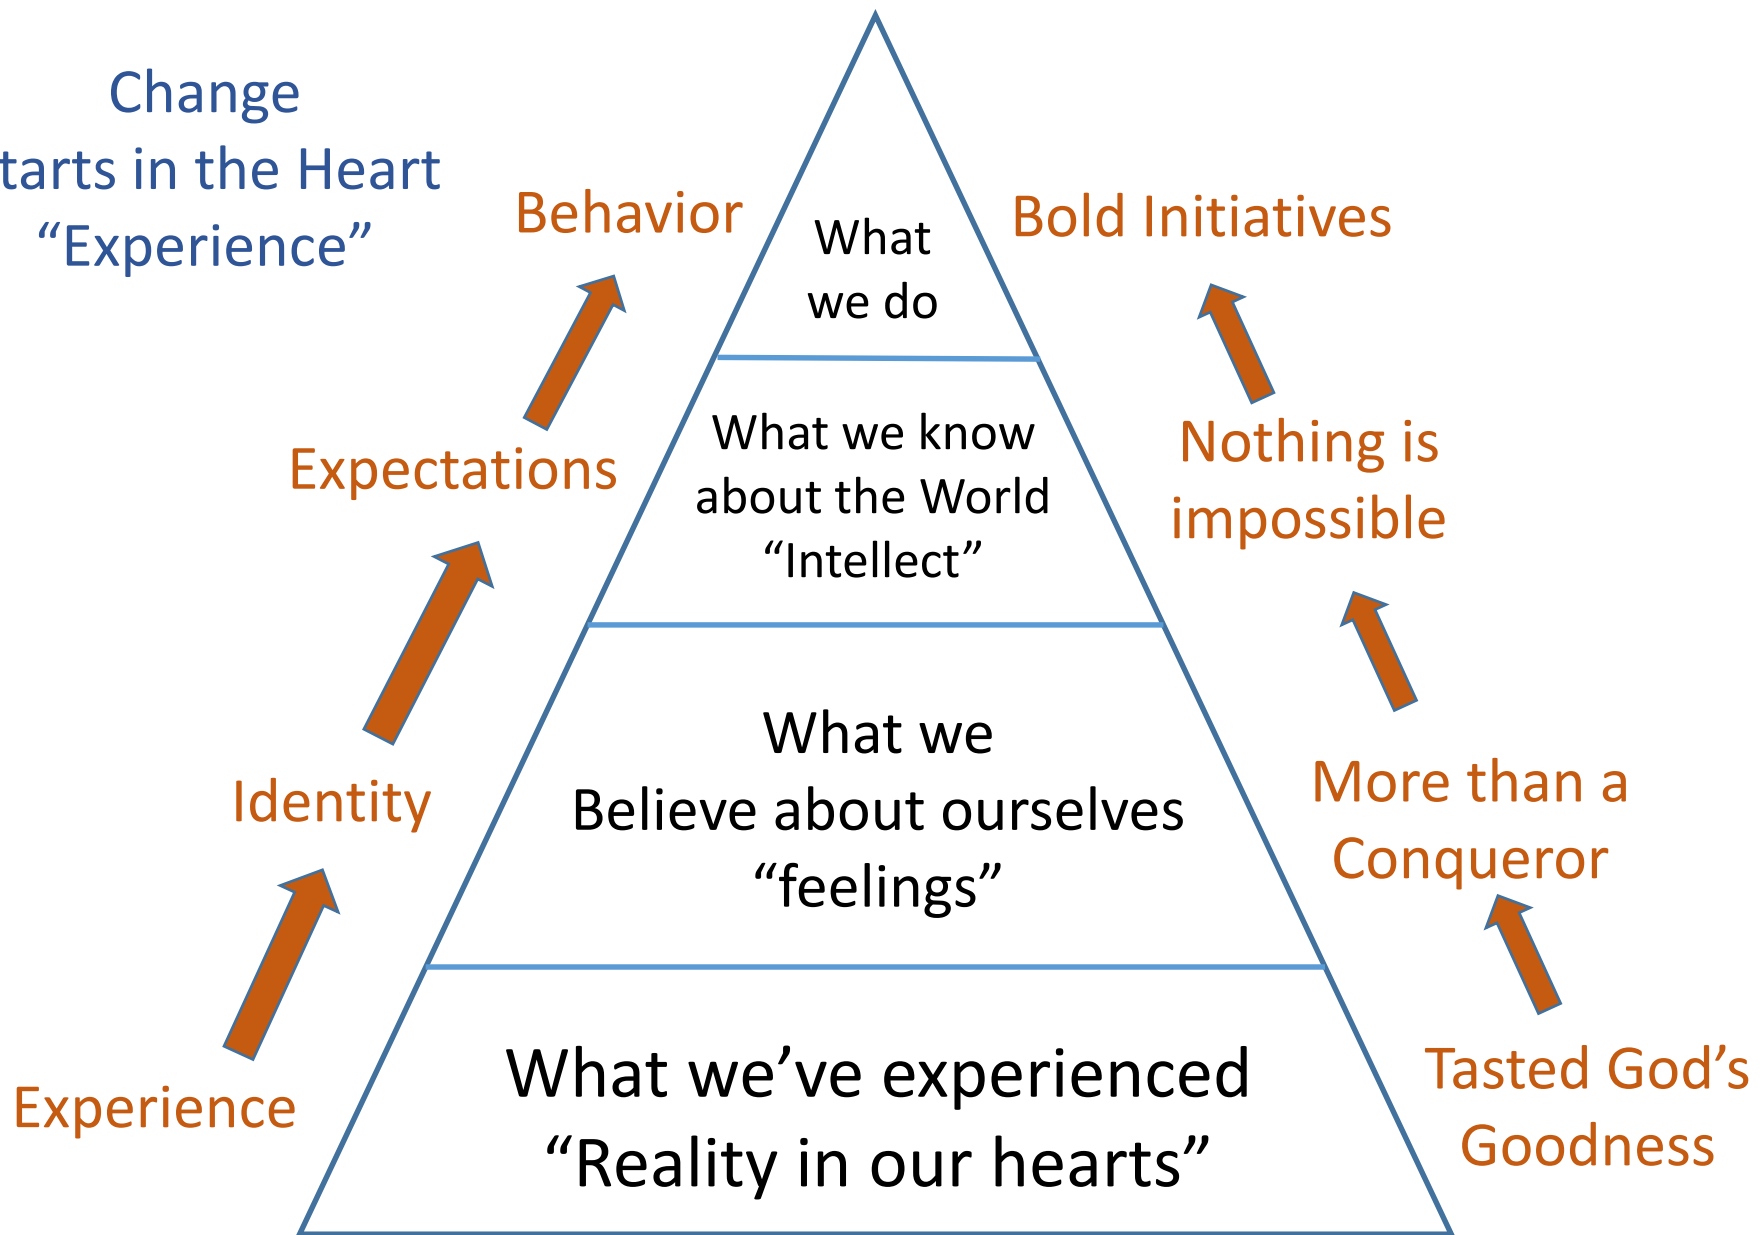 Change
tarts in the Heart
“Experience”
Behavior
What
we do
Bold Initiatives
Expectations
What we know
about the World
“Intellect”
Nothing is
impossible
Identity
What we
Believe about ourselves
“feelings”
More than a
Conqueror
Experience
What we’ve experienced
“Reality in our hearts”
Tasted God’s
Goodness